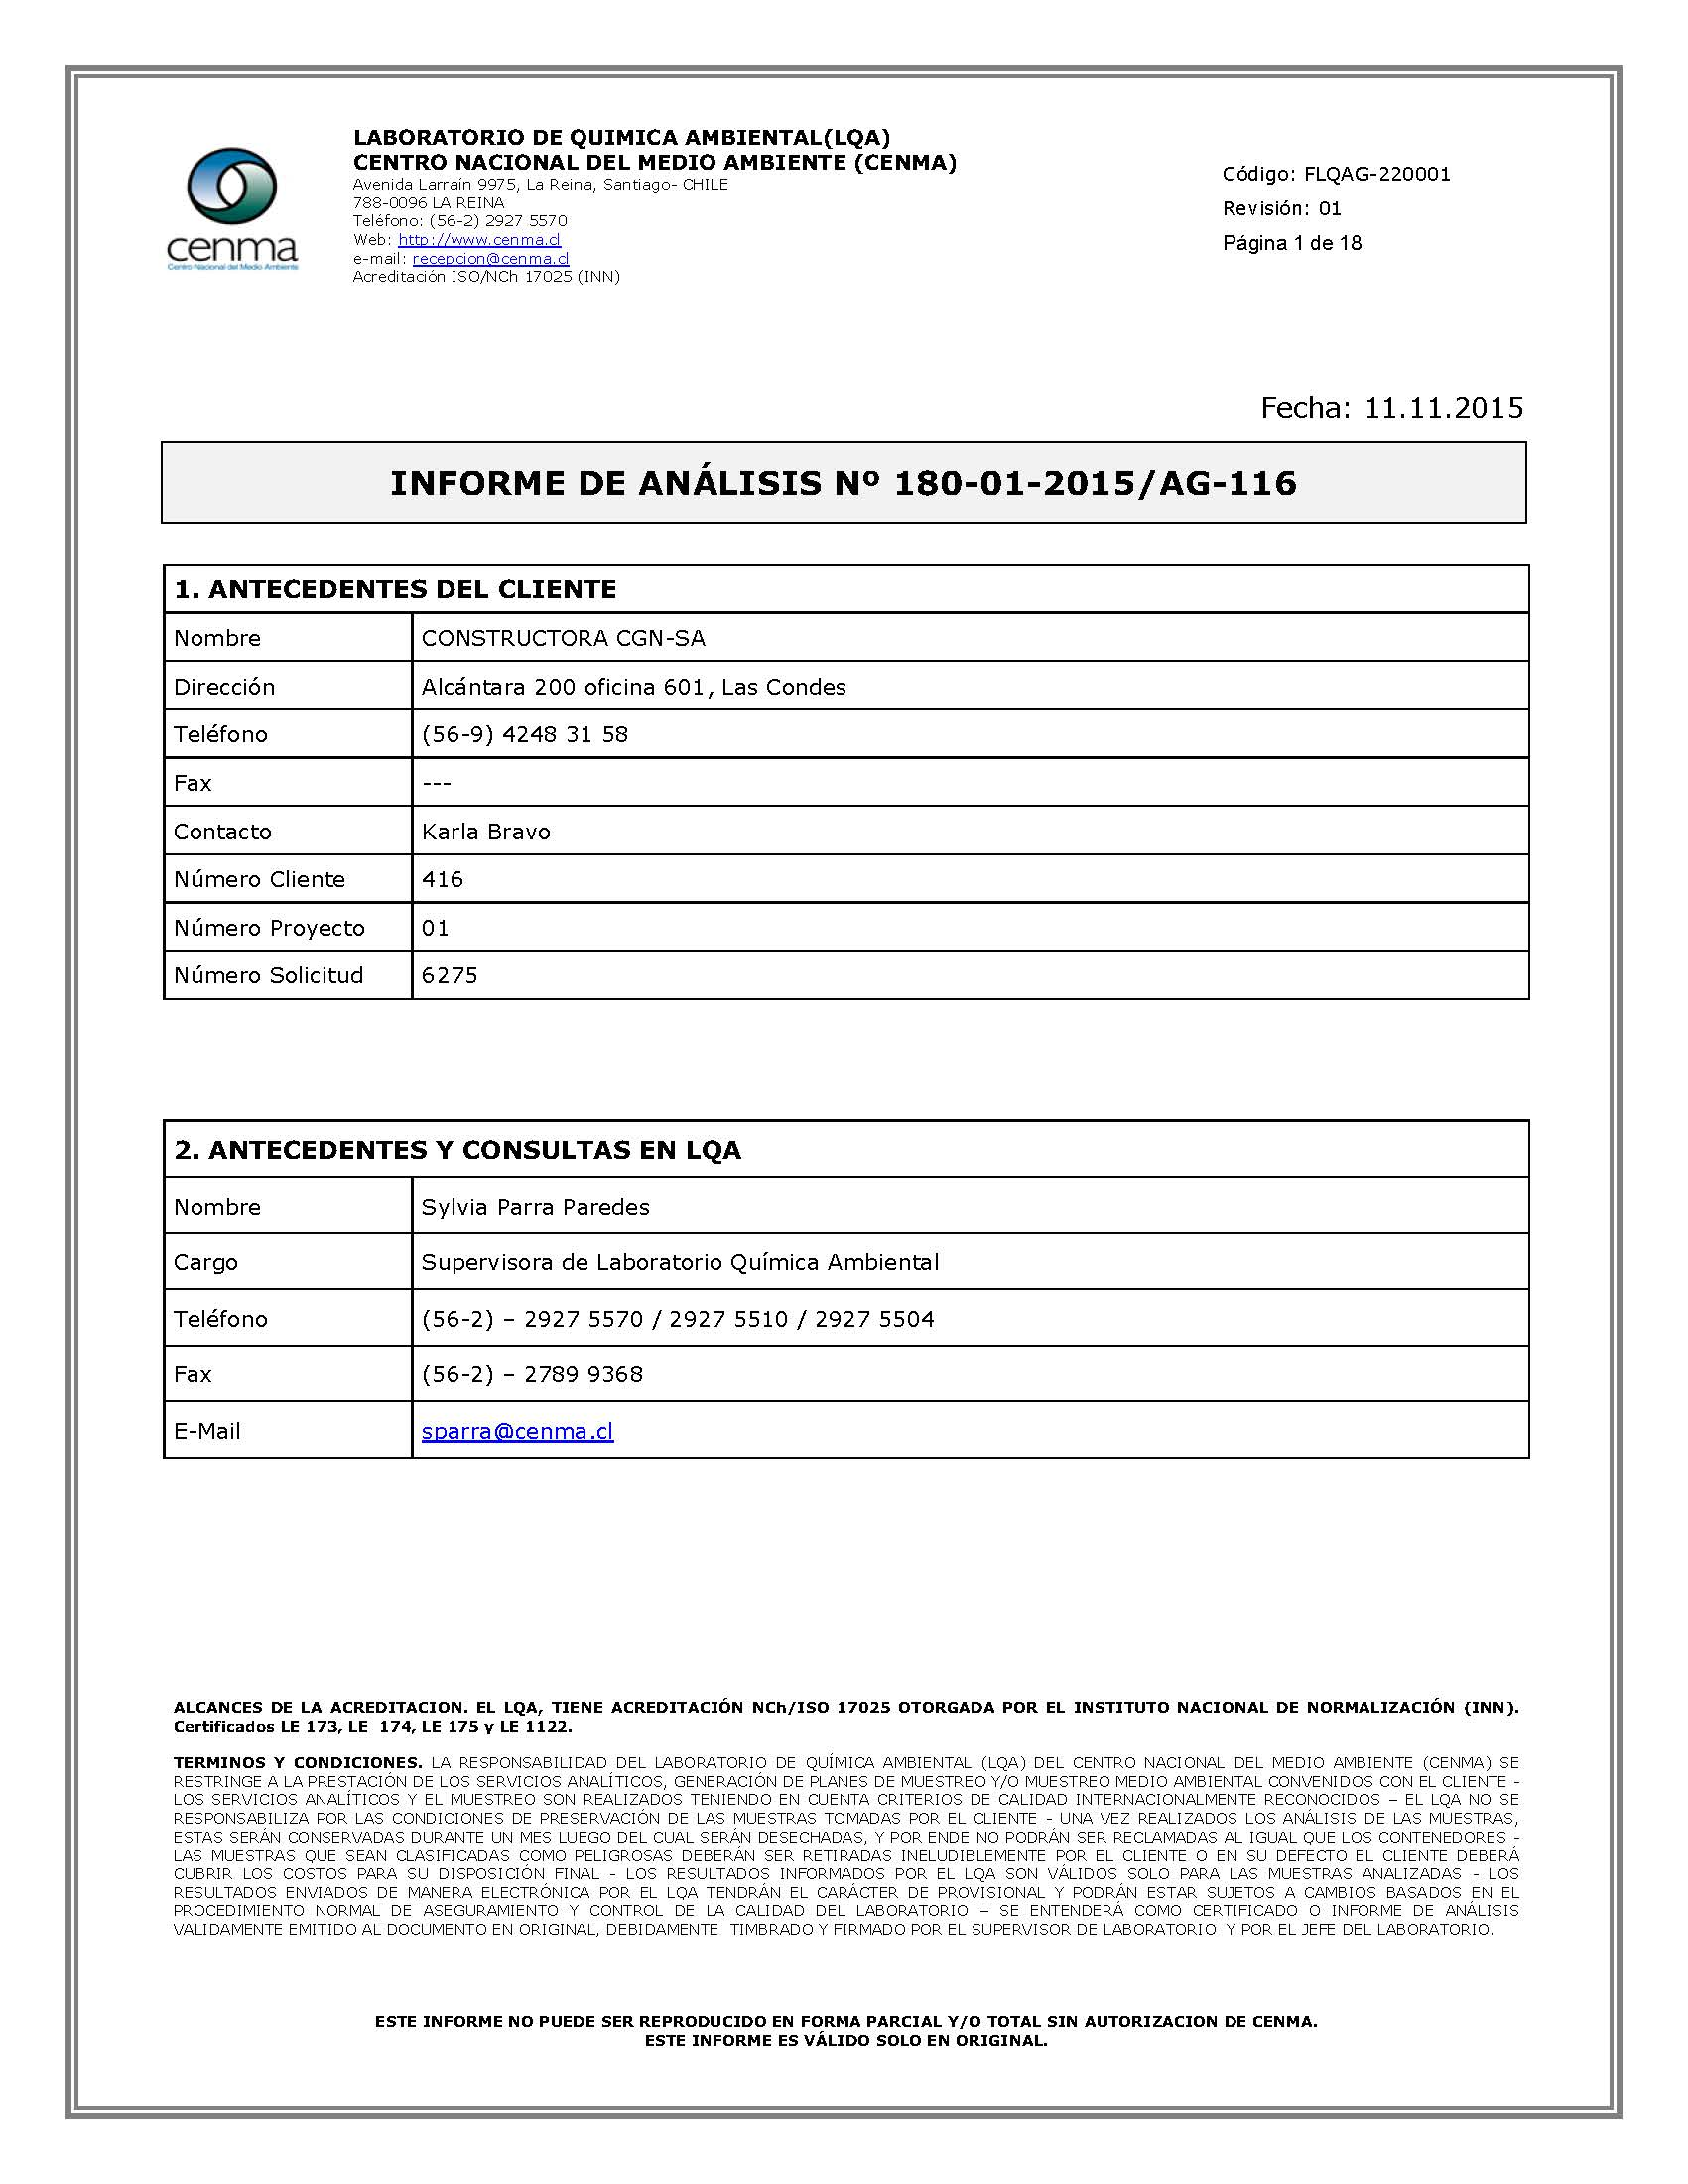 LABORATORIO DE QUIMICA AMBIENTAL(LQA)
CENTRO NACIONAL DEL MEDIO AMBIENTE (CENMA)
Avenida Larraín 9975, La Reina, Santiago- CHILE
788-0096 LA REINA
Teléfono: (56-2) 2927 5570
Web: http://www.cenma.cl
e-mail: recepcion@cenma.cl
Acreditación ISO/NCh 17025 (INN)
cenma
Centro Nacional del Medio Ambiente
Código: FLQAG-220001
Revisión: 01
Página 1 de 18
Fecha: 11.11.2015
INFORME DE ANÁLISIS Nº 180-01-2015/AG-116
1. ANTECEDENTES DEL CLIENTE
Nombre CONSTRUCTORA CGN-SA
Dirección Alcántara 200 oficina 601, Las Condes
Teléfono (56-9) 4248 31 58
Fax ---
Contacto Karla Bravo
Número Cliente 416
Número Proyecto 01
Número Solicitud 6275
2. ANTECEDENTES Y CONSULTAS EN LQA
Nombre Sylvia Parra Paredes
Cargo Supervisora de Laboratorio Química Ambiental
Teléfono (56-2) – 2927 5570 / 2927 5510 / 2927 5504
Fax (56-2) – 2789 9368
E-Mail sparra@cenma.cl
ALCANCES DE LA ACREDITACION. EL LQA, TIENE ACREDITACIÓN NCh/ISO 17025 OTORGADA POR EL INSTITUTO NACIONAL DE NORMALIZACIÓN (INN).
Certificados LE 173, LE 174, LE 175 y LE 1122.
TERMINOS Y CONDICIONES. LA RESPONSABILIDAD DEL LABORATORIO DE QUÍMICA AMBIENTAL (LQA) DEL CENTRO NACIONAL DEL MEDIO AMBIENTE (CENMA) SE
RESTRINGE A LA PRESTACIÓN DE LOS SERVICIOS ANALÍTICOS, GENERACIÓN DE PLANES DE MUESTREO Y/O MUESTREO MEDIO AMBIENTAL CONVENIDOS CON EL CLIENTE -
LOS SERVICIOS ANALÍTICOS Y EL MUESTREO SON REALIZADOS TENIENDO EN CUENTA CRITERIOS DE CALIDAD INTERNACIONALMENTE RECONOCIDOS – EL LQA NO SE
RESPONSABILIZA POR LAS CONDICIONES DE PRESERVACIÓN DE LAS MUESTRAS TOMADAS POR EL CLIENTE - UNA VEZ REALIZADOS LOS ANÁLISIS DE LAS MUESTRAS,
ESTAS SERÁN CONSERVADAS DURANTE UN MES LUEGO DEL CUAL SERÁN DESECHADAS, Y POR ENDE NO PODRÁN SER RECLAMADAS AL IGUAL QUE LOS CONTENEDORES -
LAS MUESTRAS QUE SEAN CLASIFICADAS COMO PELIGROSAS DEBERÁN SER RETIRADAS INELUDIBLEMENTE POR EL CLIENTE O EN SU DEFECTO EL CLIENTE DEBERÁ
CUBRIR LOS COSTOS PARA SU DISPOSICIÓN FINAL - LOS RESULTADOS INFORMADOS POR EL LQA SON VÁLIDOS SOLO PARA LAS MUESTRAS ANALIZADAS - LOS
RESULTADOS ENVIADOS DE MANERA ELECTRÓNICA POR EL LQA TENDRÁN EL CARÁCTER DE PROVISIONAL Y PODRÁN ESTAR SUJETOS A CAMBIOS BASADOS EN EL
PROCEDIMIENTO NORMAL DE ASEGURAMIENTO Y CONTROL DE LA CALIDAD DEL LABORATORIO – SE ENTENDERÁ COMO CERTIFICADO O INFORME DE ANÁLISIS
VALIDAMENTE EMITIDO AL DOCUMENTO EN ORIGINAL, DEBIDAMENTE TIMBRADO Y FIRMADO POR EL SUPERVISOR DE LABORATORIO Y POR EL JEFE DEL LABORATORIO.
ESTE INFORME NO PUEDE SER REPRODUCIDO EN FORMA PARCIAL Y/O TOTAL SIN AUTORIZACION DE CENMA.
ESTE INFORME ES VÁLIDO SOLO EN ORIGINAL.